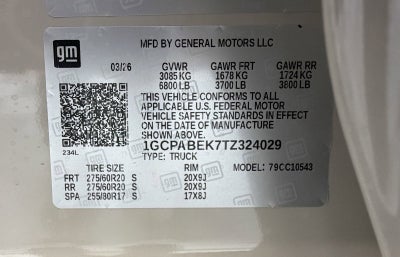 gm
MFD BY GENERAL MOTORS LLC
03/26 GVWR GAWR FRT GAWR RR
3085 KG 1678 KG 1724 KG
6800 LB 3700 LB 3800 LB
THIS VEHICLE CONFORMS TO ALL
APPLICABLE U.S. FEDERAL MOTOR
VEHICLE SAFETY STANDARDS IN EFFECT
ON THE DATE OF MANUFACTURE
SHOWN ABOVE.
234L
1GCPABEK7TZ324029
TYPE: TRUCK
TIRE SIZE RIM MODEL: 79CC10543
FRT 275/60R20 S 20X9J
RR 275/60R20 S 20X9J
SPA 255/80R17 S 17X8J